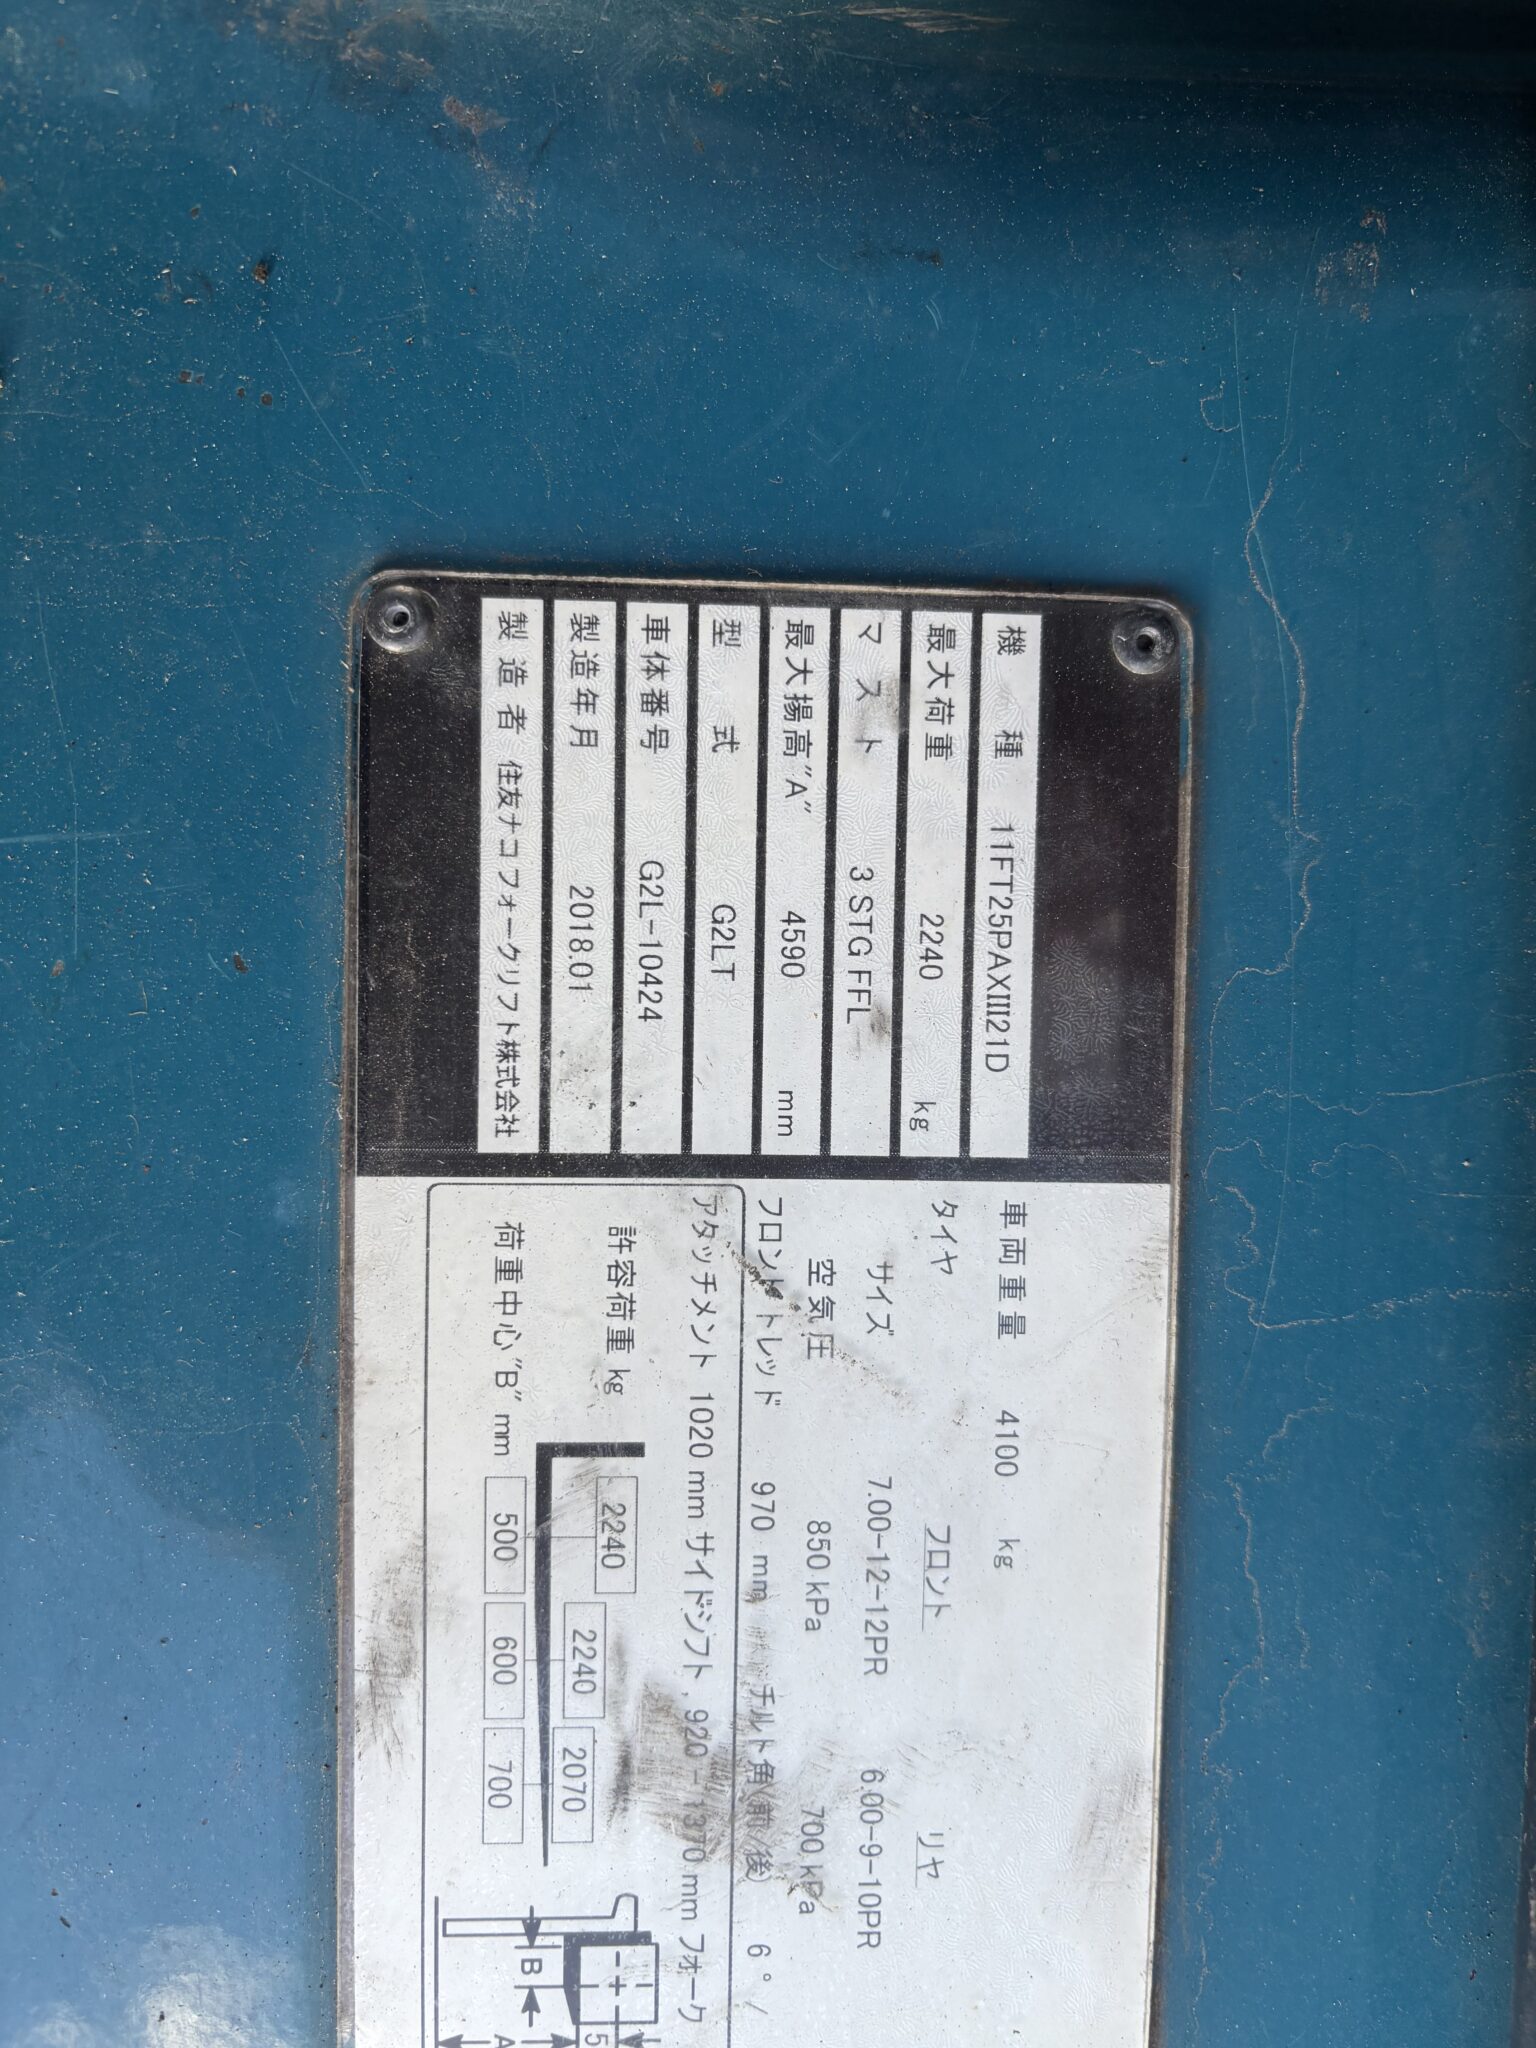 機種 11FT25PAXIII21D
最大荷重 2240 kg
マスト 3 STG FFL
最大揚高"A" 4590 mm
型式 G2LT
車体番号 G2L-10424
製造年月 2018.01
製造者 住友ナコ フォークリフト株式会社
車両重量 4100 kg
タイヤ フロント リヤ
サイズ 7.00-12-12PR 6.00-9-10PR
空気圧 850 kPa 700 kPa
フロントトレッド 970 mm チルト角(前/後) 6°/
アタッチメント 1020 mm サイドシフト, 920 - 1370 mm フォーク
許容荷重 kg 2240 2240 2070
荷重中心"B" mm 500 600 700
B
A
5